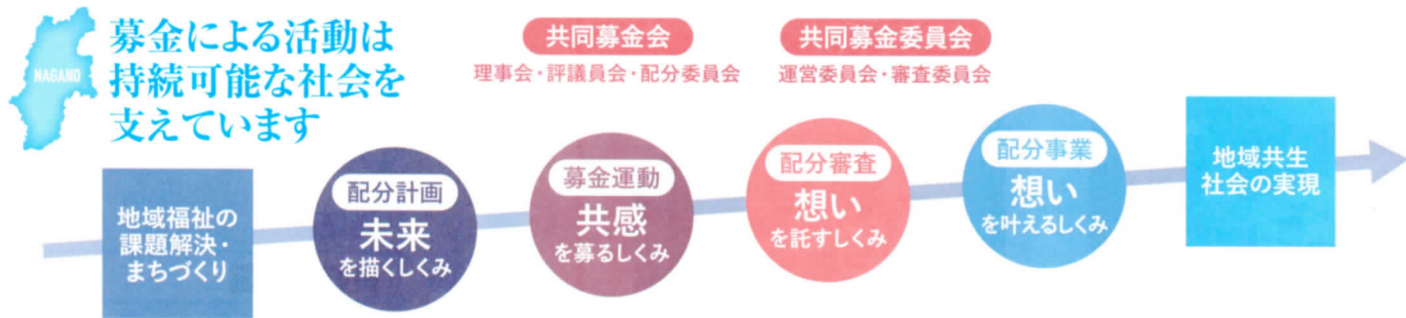 NAGANO
募金による活動は
持続可能な社会を
支えています
共同募金会
理事会・評議員会・配分委員会
共同募金委員会
運営委員会・審査委員会
地域福祉の
課題解決・
まちづくり
配分計画
未来
を描くしくみ
募金運動
共感
を募るしくみ
配分審査
想い
を託すしくみ
配分事業
想い
を叶えるしくみ
地域共生
社会の実現